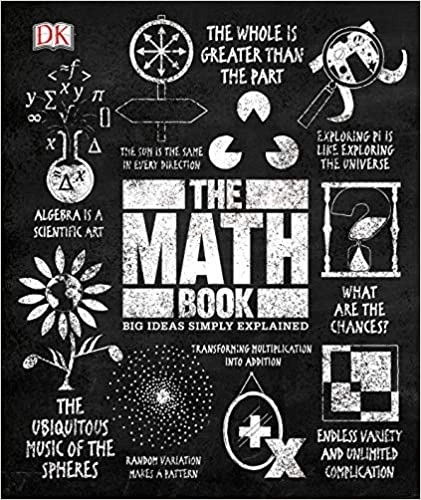 DK
THE WHOLE IS
GREATER THAN
THE PART
THE SUM IS THE SAME
IN EVERY DIRECTION
EXPLORING PI IS
LIKE EXPLORING
THE UNIVERSE
ALGEBRA IS A
SCIENTIFIC ART
THE
MATH
BOOK
BIG IDEAS SIMPLY EXPLAINED
?
WHAT
ARE THE
CHANCES?
TRANSFORMING MULTIPLICATION
INTO ADDITION
THE
UBIQUITOUS
MUSIC OF THE
SPHERES
RANDOM VARIATION
MAKES A PATTERN
+
x
ENDLESS VARIETY
AND UNLIMITED
COMPLICATION